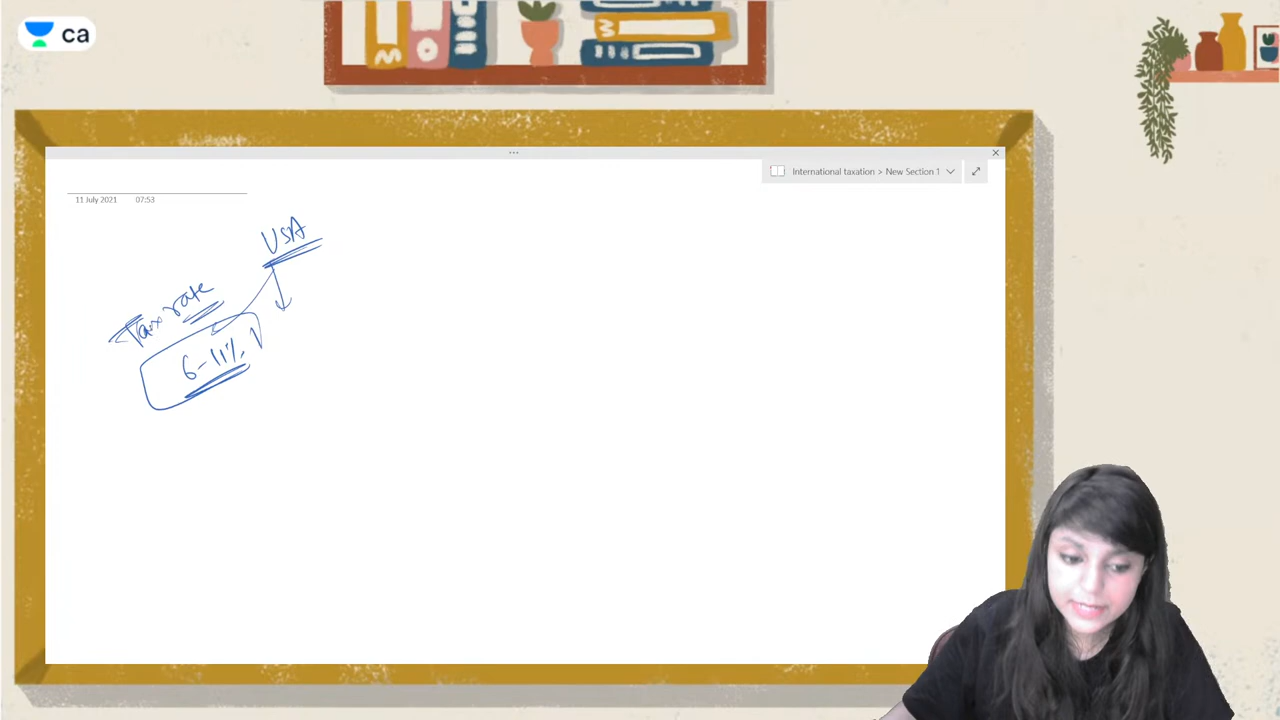 ca
International taxation > New Section 1
11 July 2021 07:53
USA
Tax rate
6-11%